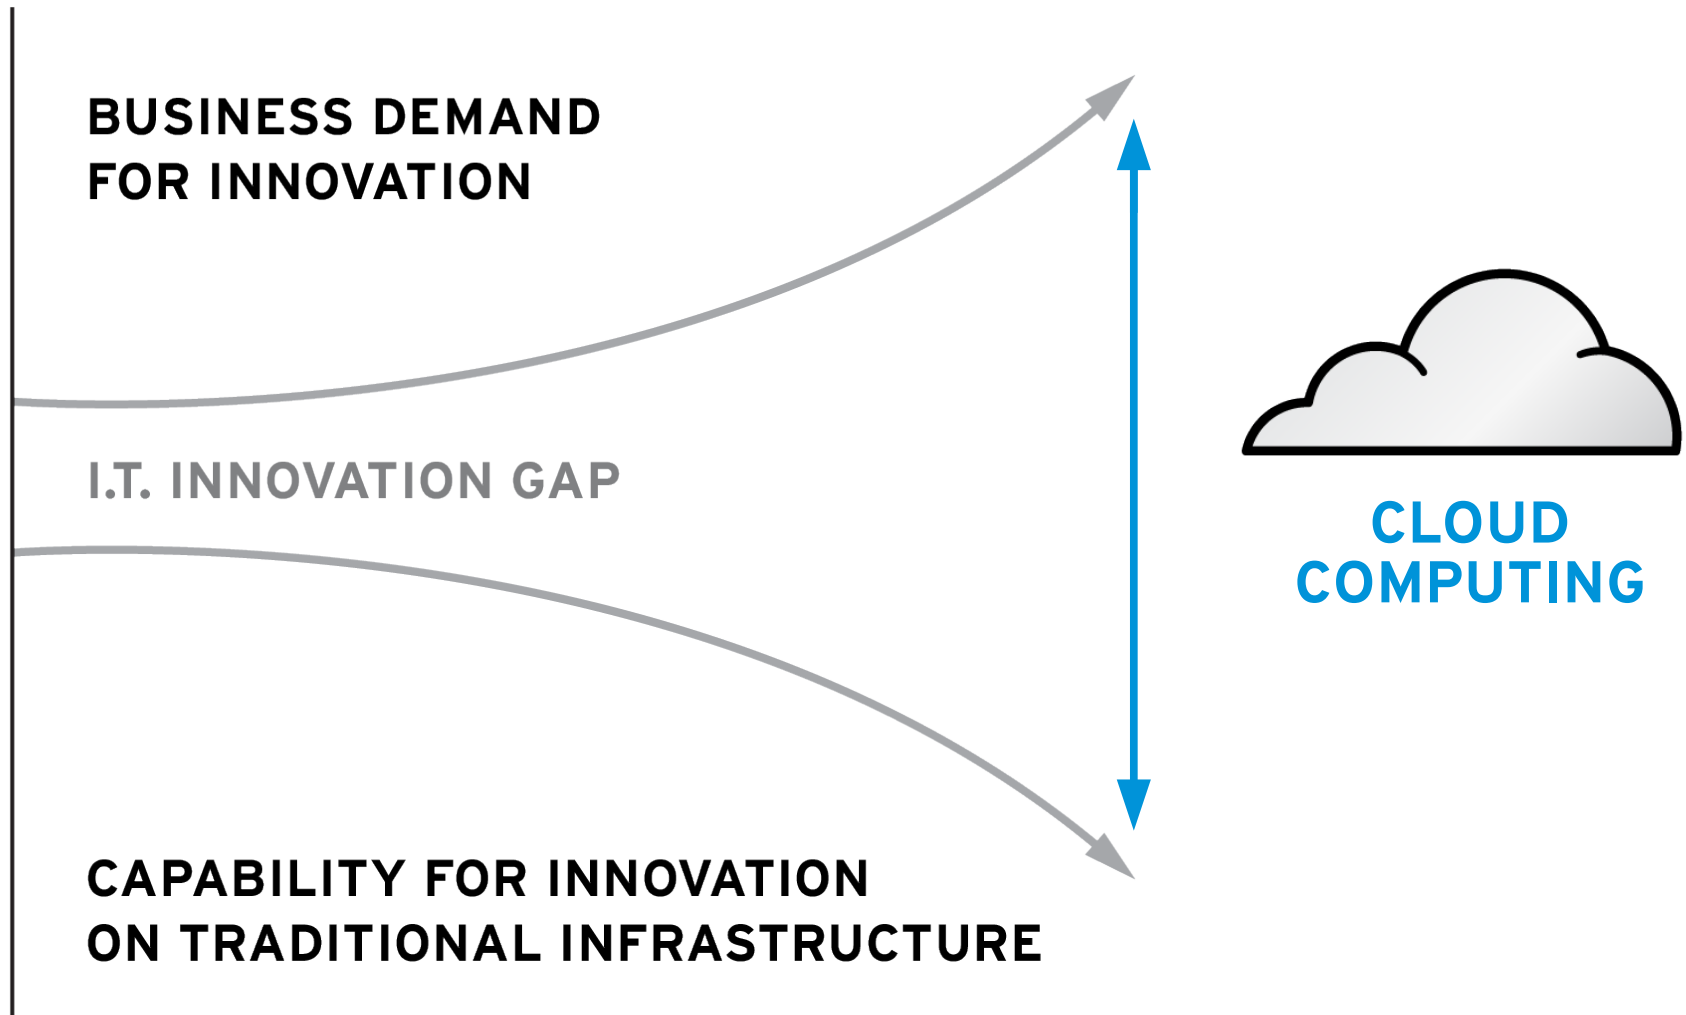 BUSINESS DEMAND
FOR INNOVATION
I.T. INNOVATION GAP
CLOUD
COMPUTING
CAPABILITY FOR INNOVATION
ON TRADITIONAL INFRASTRUCTURE